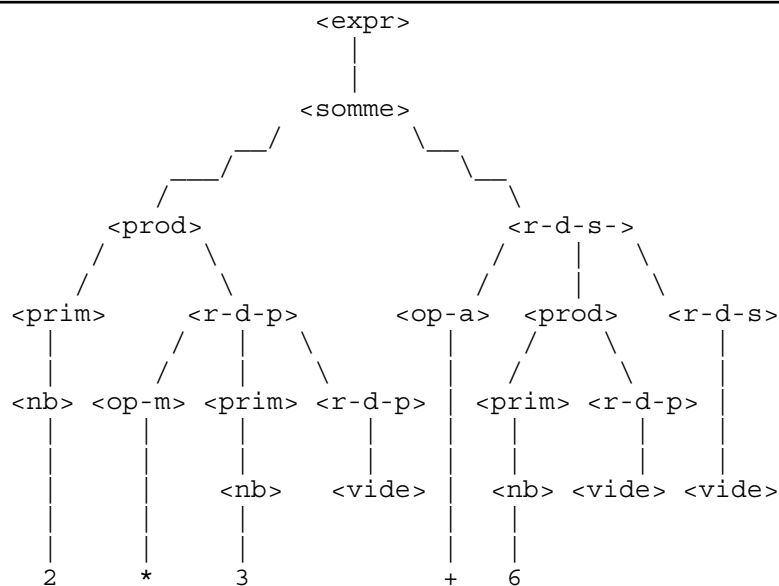 <expr>
<somme>
<prod> <r-d-s->
<prim> <r-d-p> <op-a> <prod> <r-d-s>
<nb> <op-m> <prim> <r-d-p> <prim> <r-d-p>
<nb> <vide> <nb> <vide> <vide>
2 * 3 + 6